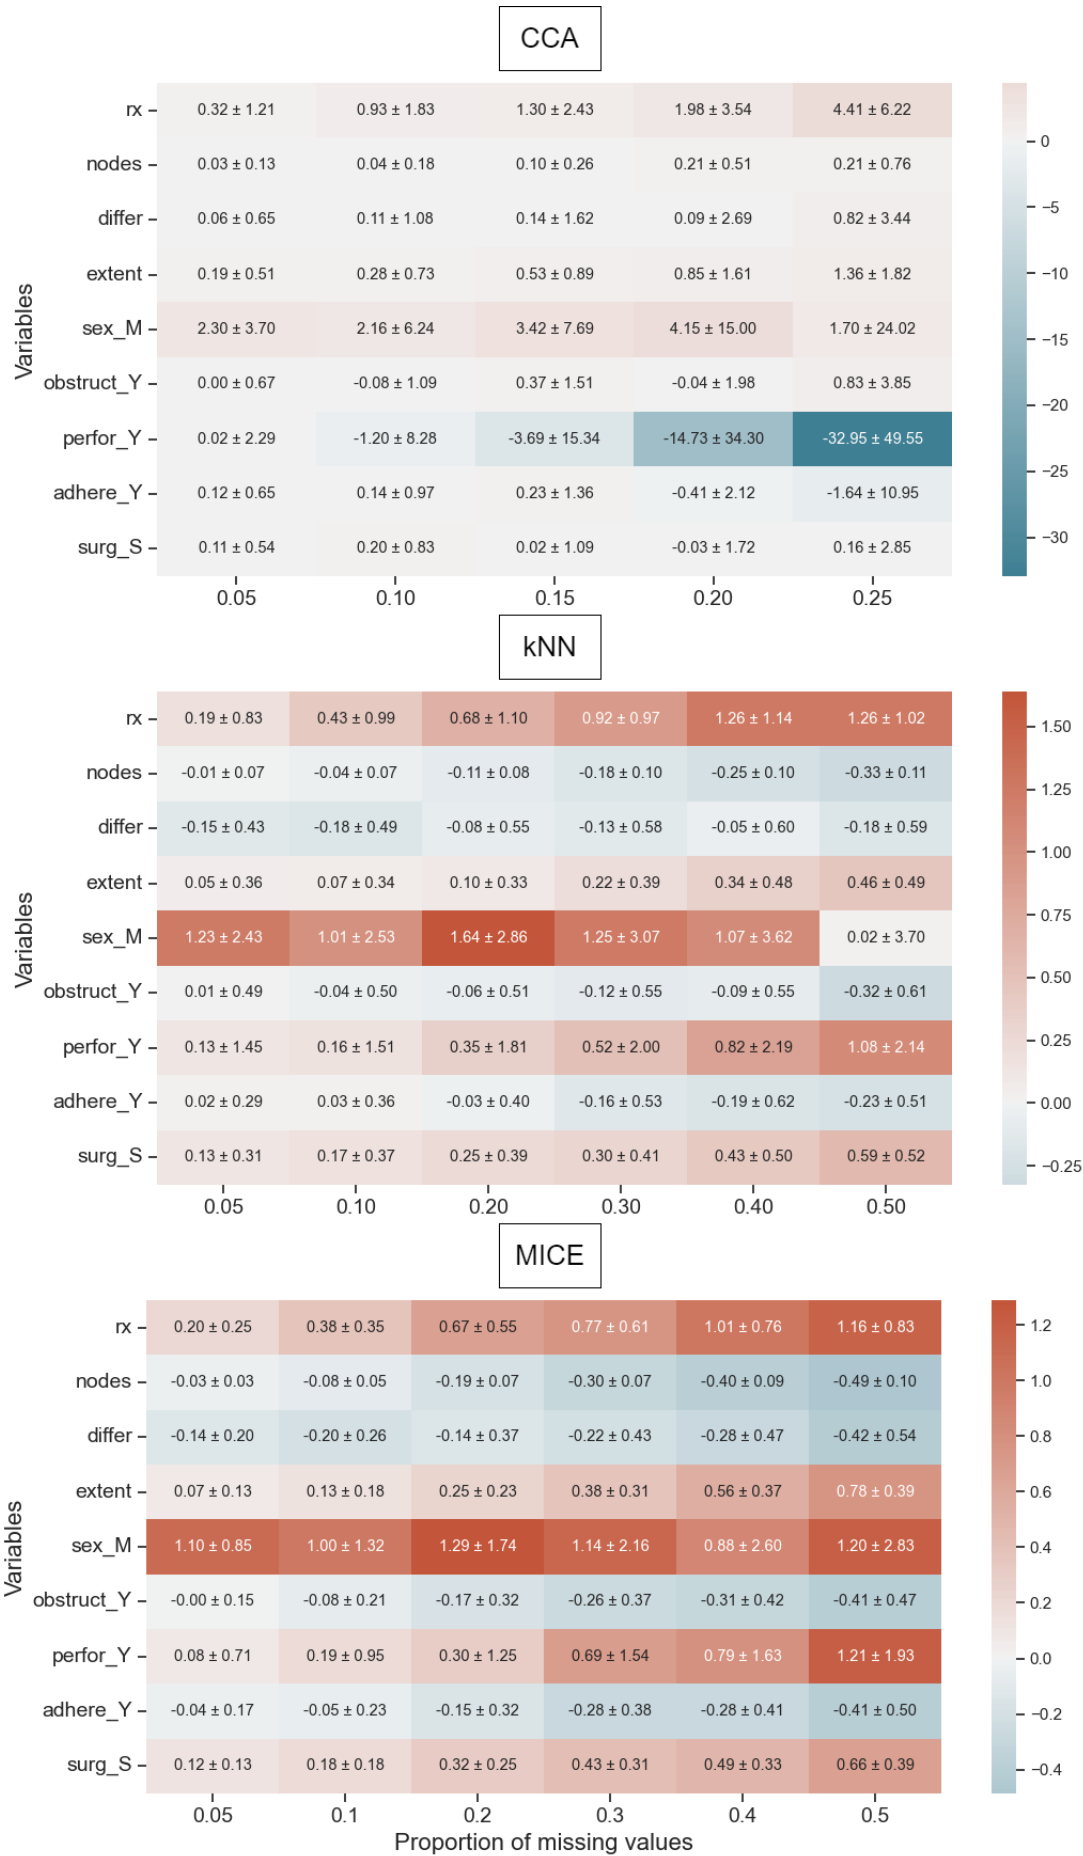 CCA
rx 0.32 ± 1.21 0.93 ± 1.83 1.30 ± 2.43 1.98 ± 3.54 4.41 ± 6.22
nodes 0.03 ± 0.13 0.04 ± 0.18 0.10 ± 0.26 0.21 ± 0.51 0.21 ± 0.76
differ 0.06 ± 0.65 0.11 ± 1.08 0.14 ± 1.62 0.09 ± 2.69 0.82 ± 3.44
extent 0.19 ± 0.51 0.28 ± 0.73 0.53 ± 0.89 0.85 ± 1.61 1.36 ± 1.82
sex_M 2.30 ± 3.70 2.16 ± 6.24 3.42 ± 7.69 4.15 ± 15.00 1.70 ± 24.02
obstruct_Y 0.00 ± 0.67 -0.08 ± 1.09 0.37 ± 1.51 -0.04 ± 1.98 0.83 ± 3.85
perfor_Y 0.02 ± 2.29 -1.20 ± 8.28 -3.69 ± 15.34 -14.73 ± 34.30 -32.95 ± 49.55
adhere_Y 0.12 ± 0.65 0.14 ± 0.97 0.23 ± 1.36 -0.41 ± 2.12 -1.64 ± 10.95
surg_S 0.11 ± 0.54 0.20 ± 0.83 0.02 ± 1.09 -0.03 ± 1.72 0.16 ± 2.85
0.05 0.10 0.15 0.20 0.25
Variables
0
−5
−10
−15
−20
−25
−30
kNN
rx 0.19 ± 0.83 0.43 ± 0.99 0.68 ± 1.10 0.92 ± 0.97 1.26 ± 1.14 1.26 ± 1.02
nodes -0.01 ± 0.07 -0.04 ± 0.07 -0.11 ± 0.08 -0.18 ± 0.10 -0.25 ± 0.10 -0.33 ± 0.11
differ -0.15 ± 0.43 -0.18 ± 0.49 -0.08 ± 0.55 -0.13 ± 0.58 -0.05 ± 0.60 -0.18 ± 0.59
extent 0.05 ± 0.36 0.07 ± 0.34 0.10 ± 0.33 0.22 ± 0.39 0.34 ± 0.48 0.46 ± 0.49
sex_M 1.23 ± 2.43 1.01 ± 2.53 1.64 ± 2.86 1.25 ± 3.07 1.07 ± 3.62 0.02 ± 3.70
obstruct_Y 0.01 ± 0.49 -0.04 ± 0.50 -0.06 ± 0.51 -0.12 ± 0.55 -0.09 ± 0.55 -0.32 ± 0.61
perfor_Y 0.13 ± 1.45 0.16 ± 1.51 0.35 ± 1.81 0.52 ± 2.00 0.82 ± 2.19 1.08 ± 2.14
adhere_Y 0.02 ± 0.29 0.03 ± 0.36 -0.03 ± 0.40 -0.16 ± 0.53 -0.19 ± 0.62 -0.23 ± 0.51
surg_S 0.13 ± 0.31 0.17 ± 0.37 0.25 ± 0.39 0.30 ± 0.41 0.43 ± 0.50 0.59 ± 0.52
0.05 0.10 0.20 0.30 0.40 0.50
Variables
1.50
1.25
1.00
0.75
0.50
0.25
0.00
−0.25
MICE
rx 0.20 ± 0.25 0.38 ± 0.35 0.67 ± 0.55 0.77 ± 0.61 1.01 ± 0.76 1.16 ± 0.83
nodes -0.03 ± 0.03 -0.08 ± 0.05 -0.19 ± 0.07 -0.30 ± 0.07 -0.40 ± 0.09 -0.49 ± 0.10
differ -0.14 ± 0.20 -0.20 ± 0.26 -0.14 ± 0.37 -0.22 ± 0.43 -0.28 ± 0.47 -0.42 ± 0.54
extent 0.07 ± 0.13 0.13 ± 0.18 0.25 ± 0.23 0.38 ± 0.31 0.56 ± 0.37 0.78 ± 0.39
sex_M 1.10 ± 0.85 1.00 ± 1.32 1.29 ± 1.74 1.14 ± 2.16 0.88 ± 2.60 1.20 ± 2.83
obstruct_Y -0.00 ± 0.15 -0.08 ± 0.21 -0.17 ± 0.32 -0.26 ± 0.37 -0.31 ± 0.42 -0.41 ± 0.47
perfor_Y 0.08 ± 0.71 0.19 ± 0.95 0.30 ± 1.25 0.69 ± 1.54 0.79 ± 1.63 1.21 ± 1.93
adhere_Y -0.04 ± 0.17 -0.05 ± 0.23 -0.15 ± 0.32 -0.28 ± 0.38 -0.28 ± 0.41 -0.41 ± 0.50
surg_S 0.12 ± 0.13 0.18 ± 0.18 0.32 ± 0.25 0.43 ± 0.31 0.49 ± 0.33 0.66 ± 0.39
0.05 0.1 0.2 0.3 0.4 0.5
Variables
Proportion of missing values
1.2
1.0
0.8
0.6
0.4
0.2
0.0
−0.2
−0.4